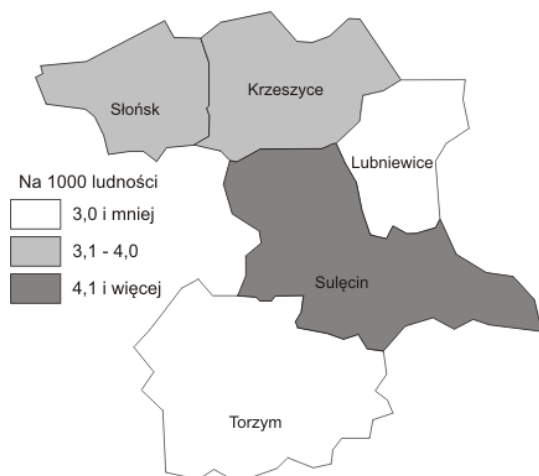 Krzeszyce
Słońsk
Lubniewice
Na 1000 ludności
3,0 i mniej
3,1 - 4,0
4,1 i więcej
Sulęcin
Torzym